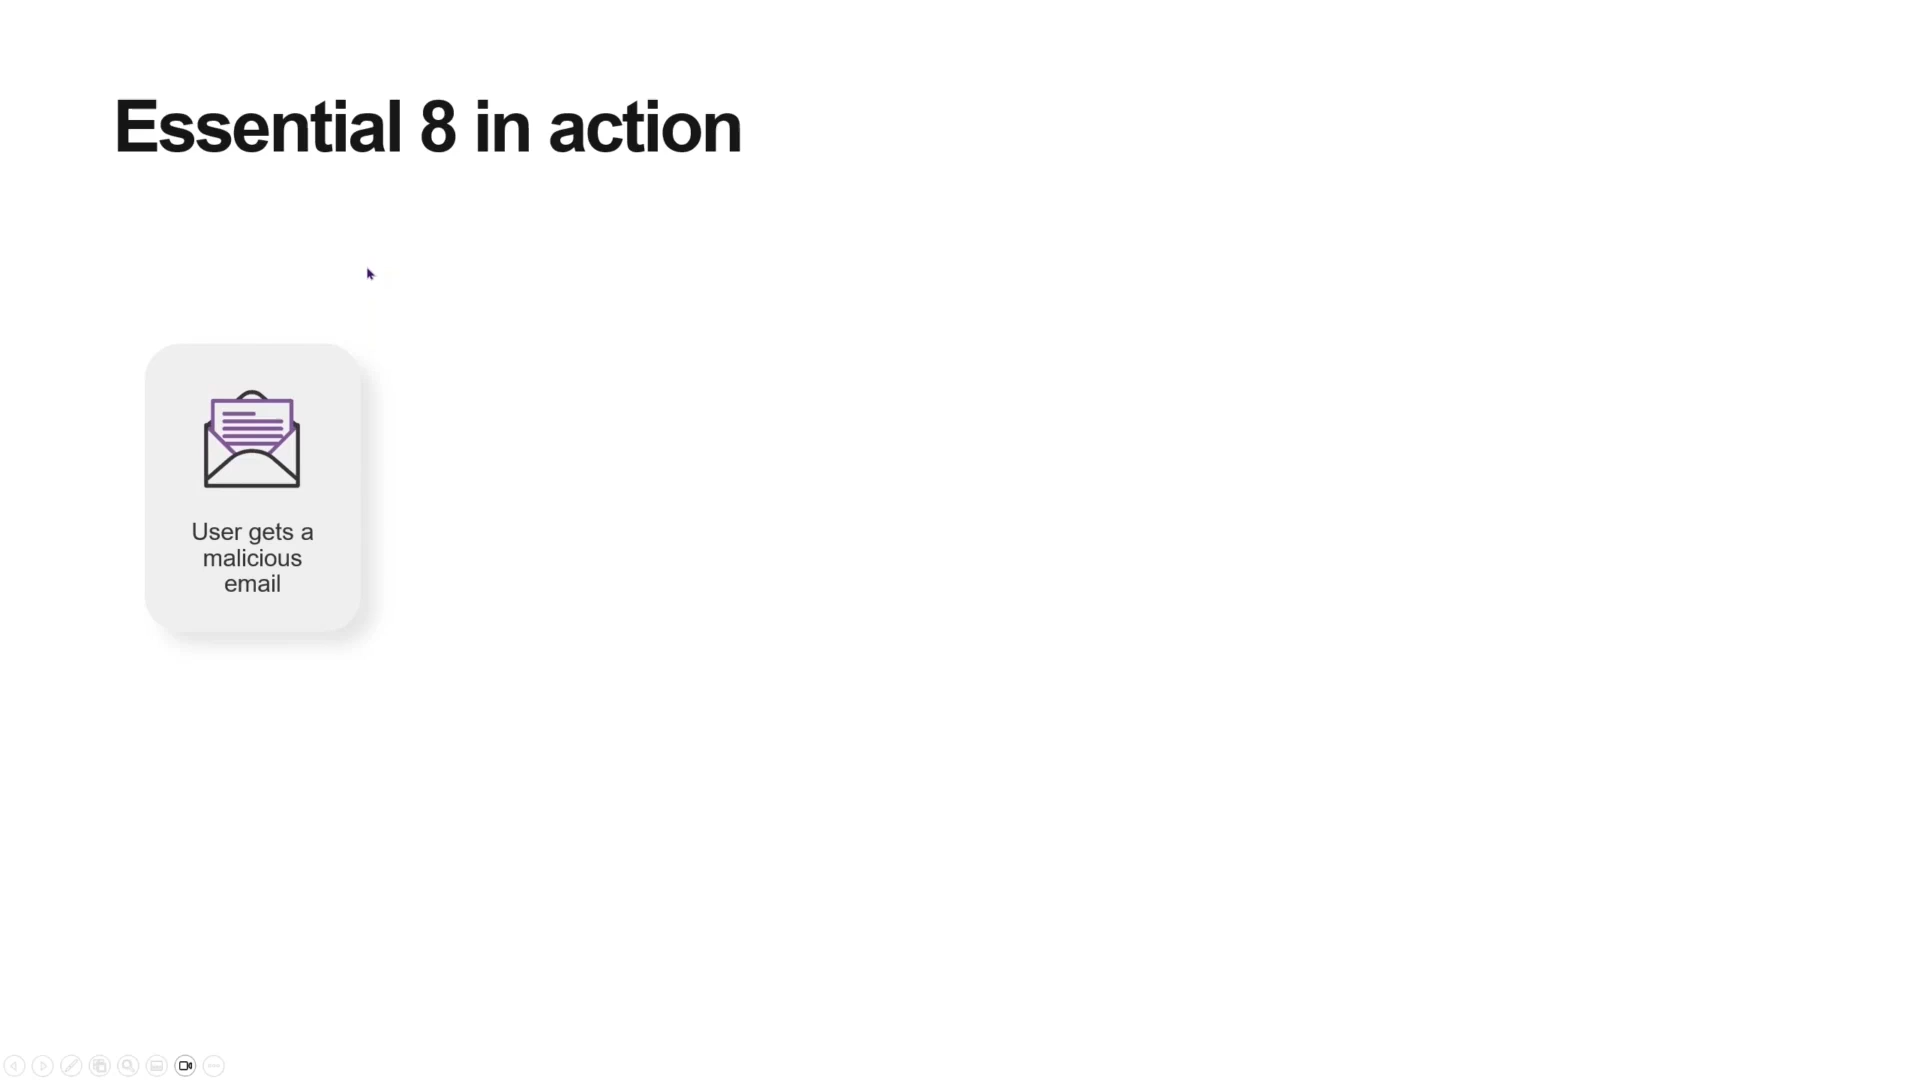 Essential 8 in action
User gets a
malicious
email